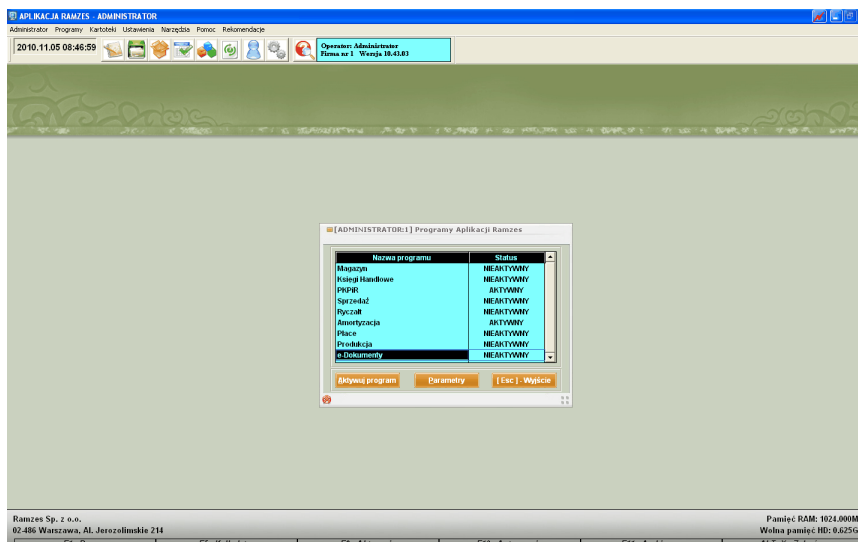 APLIKACJA RAMZES - ADMINISTRATOR
Administrator Programy Kartoteki Ustawienia Narzędzia Pomoc Rekomendacje
2010.11.05 08:46:59
Operator: Administrator
Firma nr 1 Wersja 10.43.03
[ADMINISTRATOR:1] Programy Aplikacji Ramzes
Nazwa programu Status
Magazyn NIEAKTYWNY
Księgi Handlowe NIEAKTYWNY
PKPiR AKTYWNY
Sprzedaż NIEAKTYWNY
Ryczałt NIEAKTYWNY
Amortyzacja AKTYWNY
Płace NIEAKTYWNY
Produkcja NIEAKTYWNY
e-Dokumenty NIEAKTYWNY
Aktywuj program Parametry [ Esc ] - Wyjście
Ramzes Sp. z o.o. Pamięć RAM: 1024.000M
02-486 Warszawa, Al. Jerozolimskie 214 Wolna pamięć HD: 0.625G